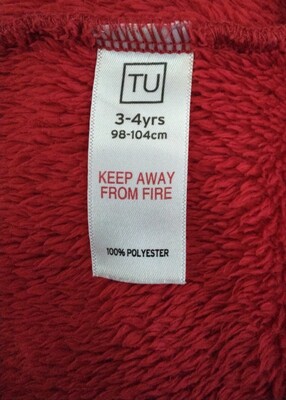 TU
3-4yrs
98-104cm
KEEP AWAY
FROM FIRE
100% POLYESTER